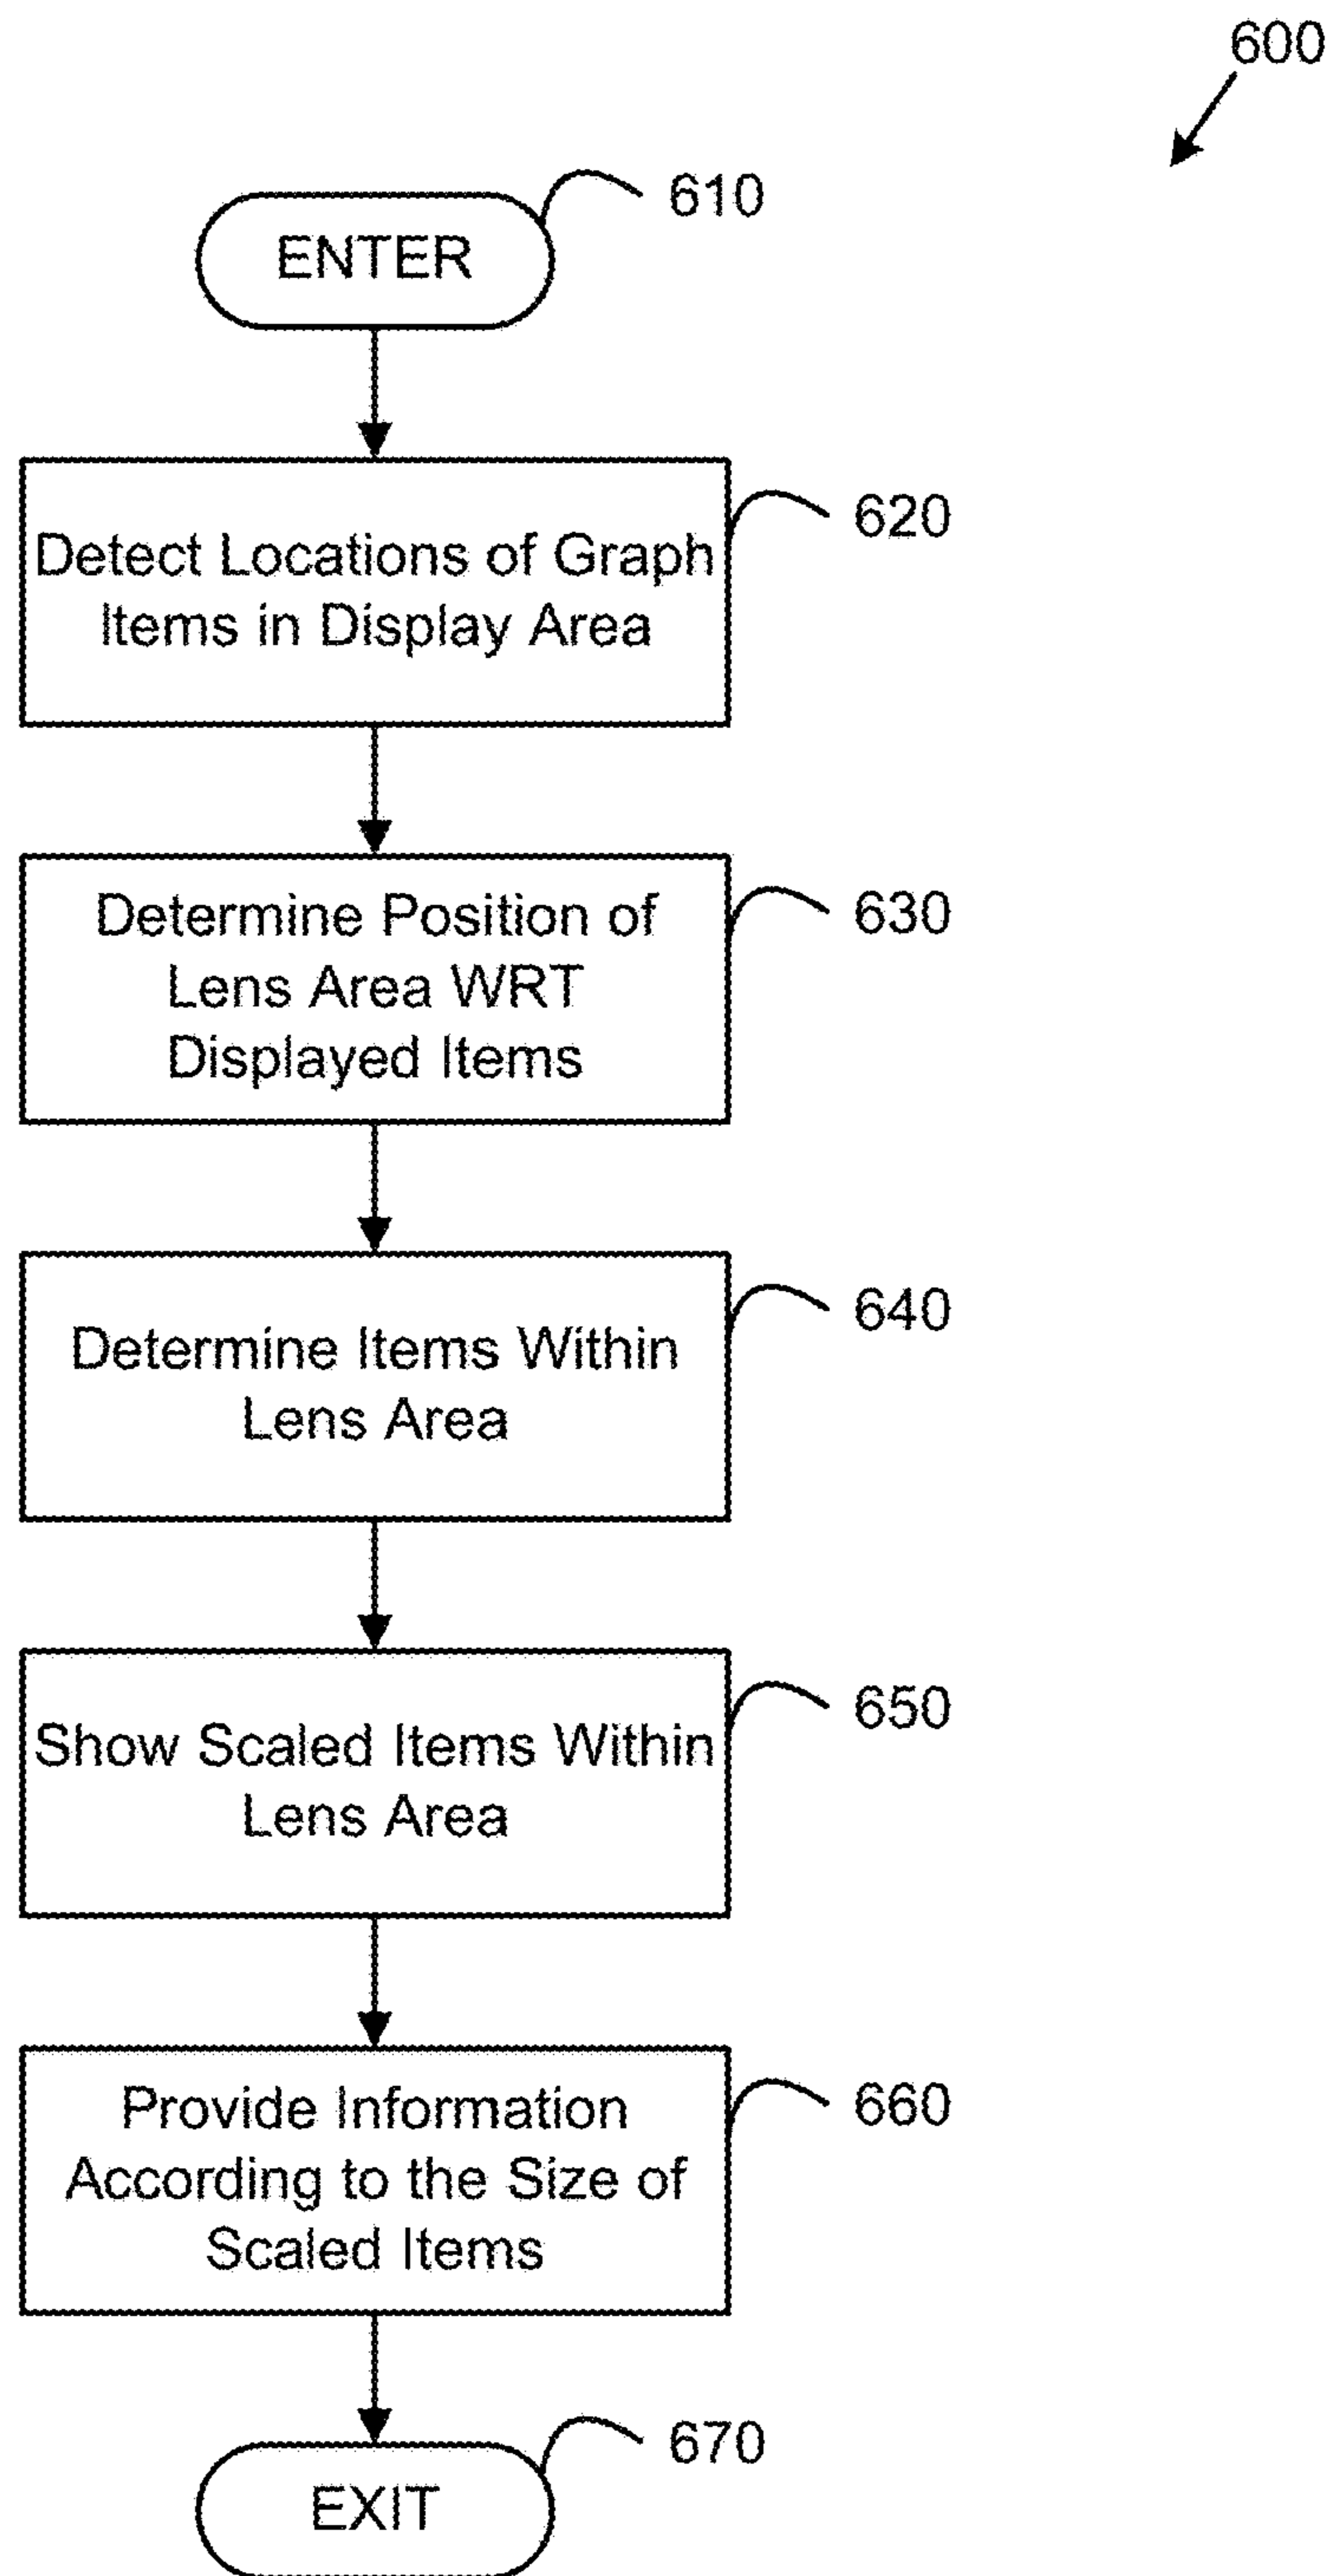 600
610
ENTER
620
Detect Locations of Graph
Items in Display Area
630
Determine Position of
Lens Area WRT
Displayed Items
640
Determine Items Within
Lens Area
650
Show Scaled Items Within
Lens Area
660
Provide Information
According to the Size of
Scaled Items
670
EXIT